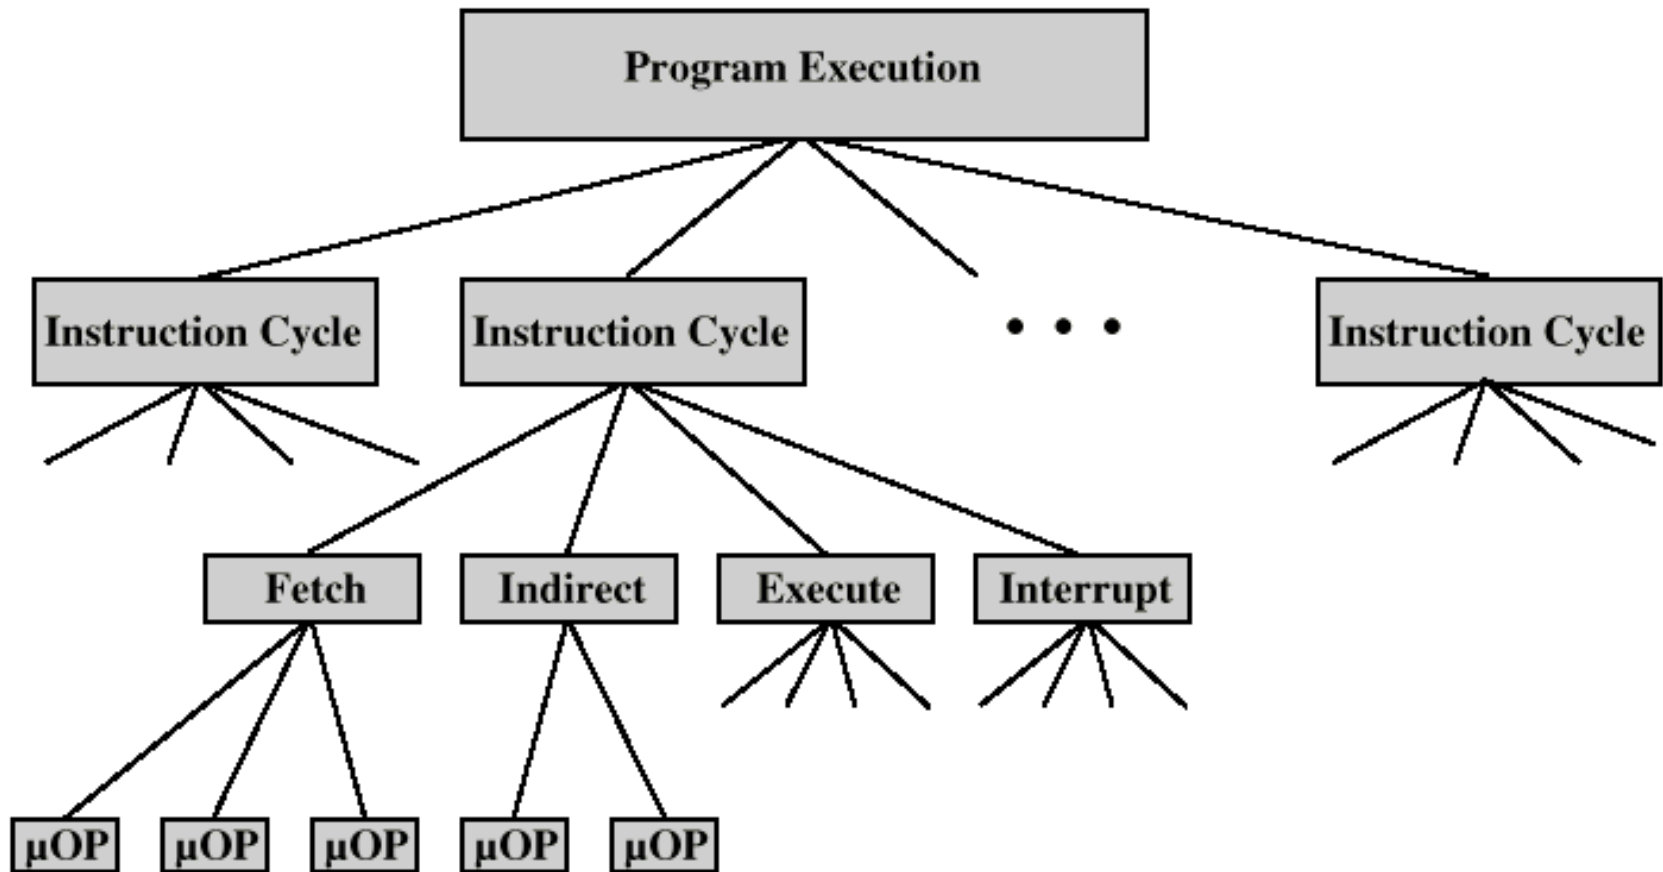 Program Execution
Instruction Cycle
Instruction Cycle
• • •
Instruction Cycle
Fetch
Indirect
Execute
Interrupt
μOP
μOP
μOP
μOP
μOP